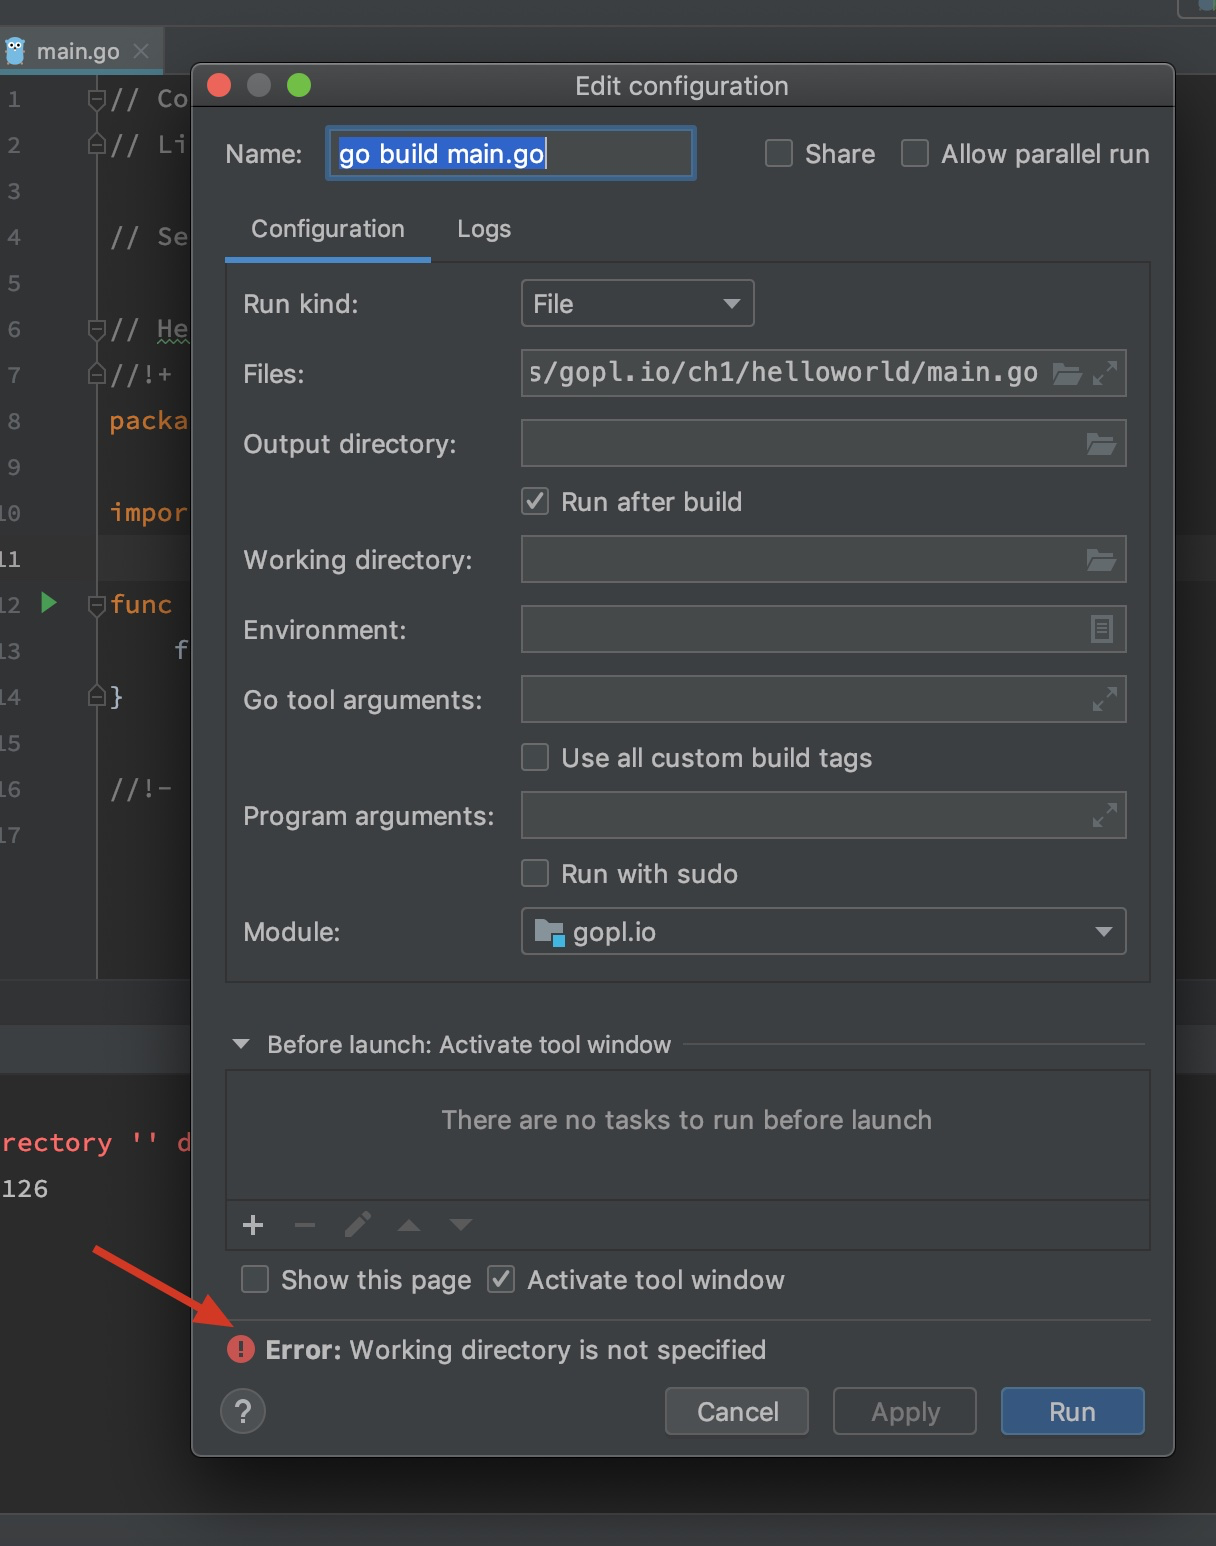 main.go
Edit configuration
Name: go build main.go Share Allow parallel run
Configuration Logs
Run kind: File
Files: s/gopl.io/ch1/helloworld/main.go
Output directory:
Run after build
Working directory:
Environment:
Go tool arguments:
Use all custom build tags
Program arguments:
Run with sudo
Module: gopl.io
Before launch: Activate tool window
There are no tasks to run before launch
Show this page Activate tool window
Error: Working directory is not specified
? Cancel Apply Run
1 // Co
2 // Li
3
4 // Se
5
6 // He
7 //!+
8 packa
9
10 impor
11
12 func
13 f
14 }
15
16 //!-
17
rectory '' d
126